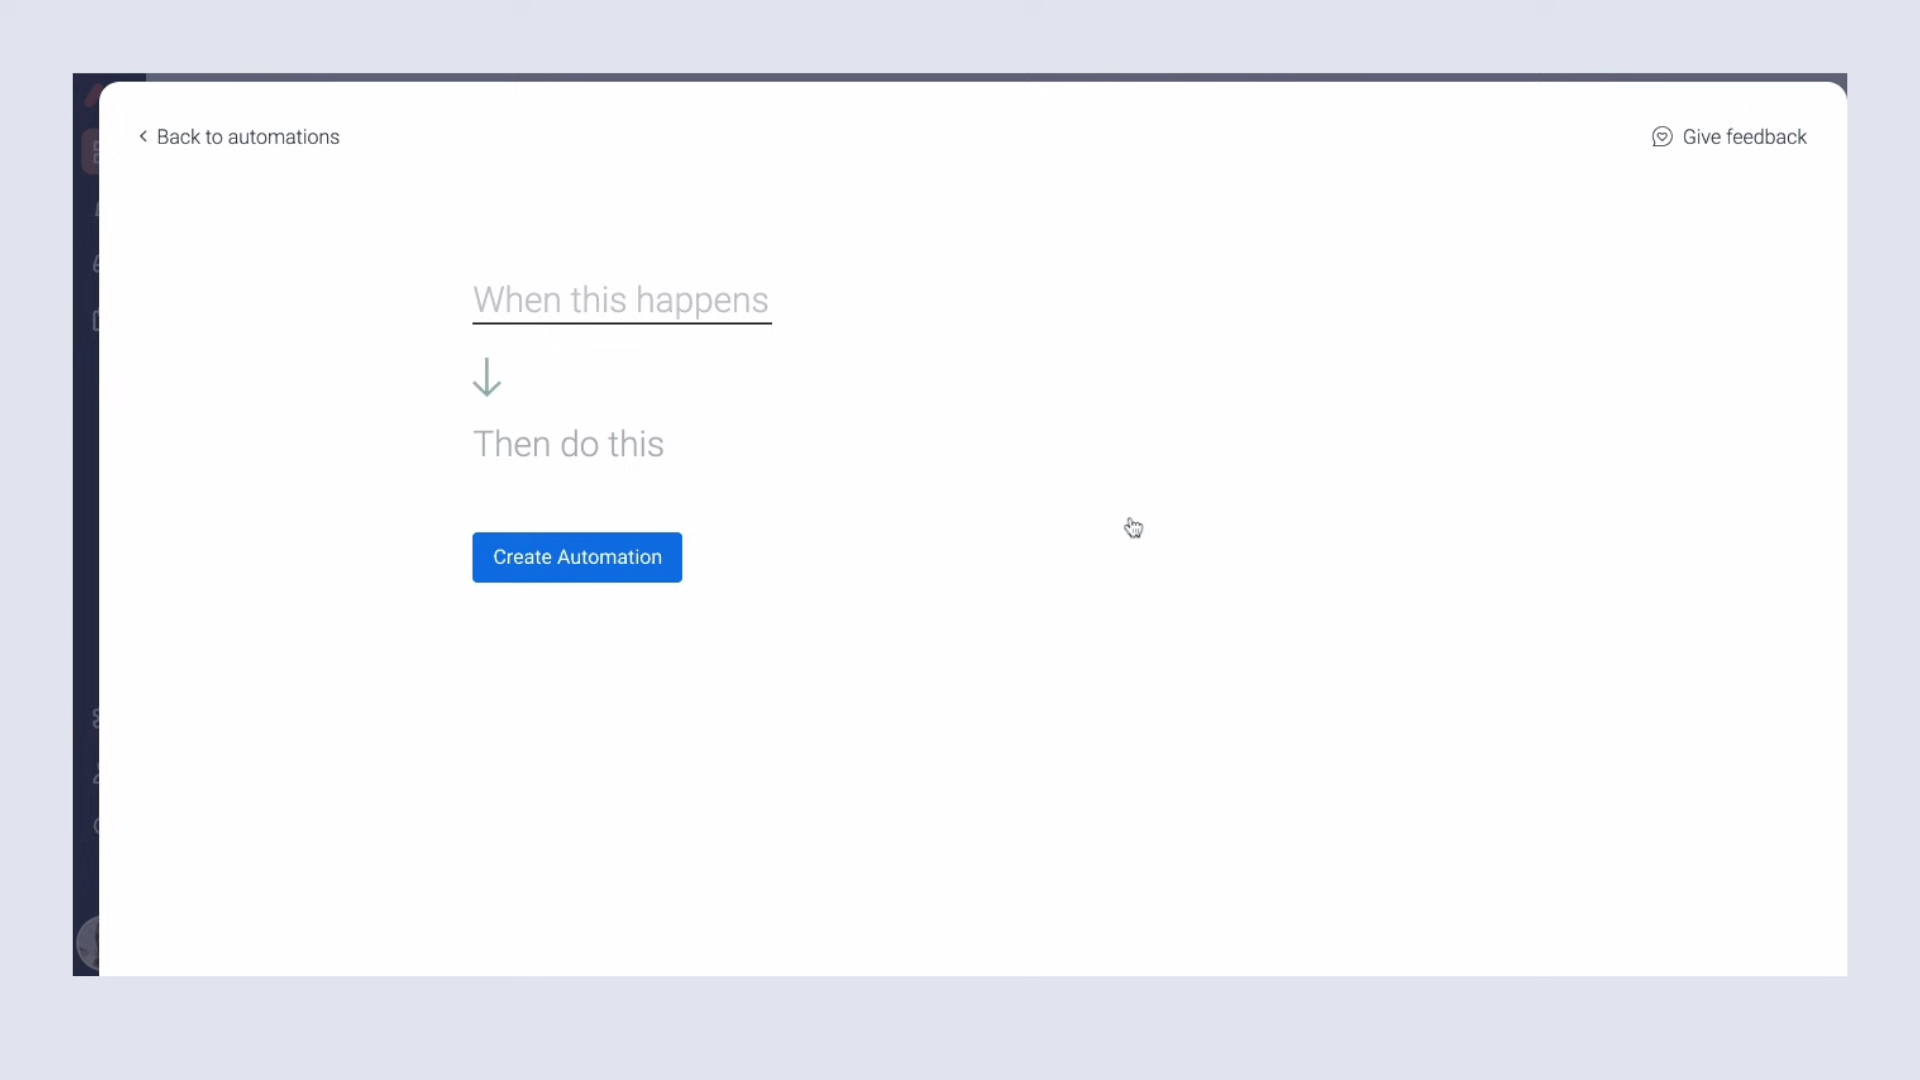 Back to automations
Give feedback
When this happens
Then do this
Create Automation